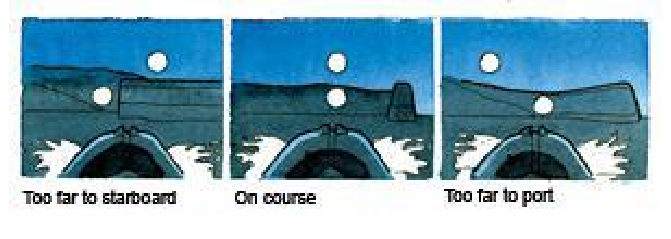 Too far to starboard
On course
Too far to port